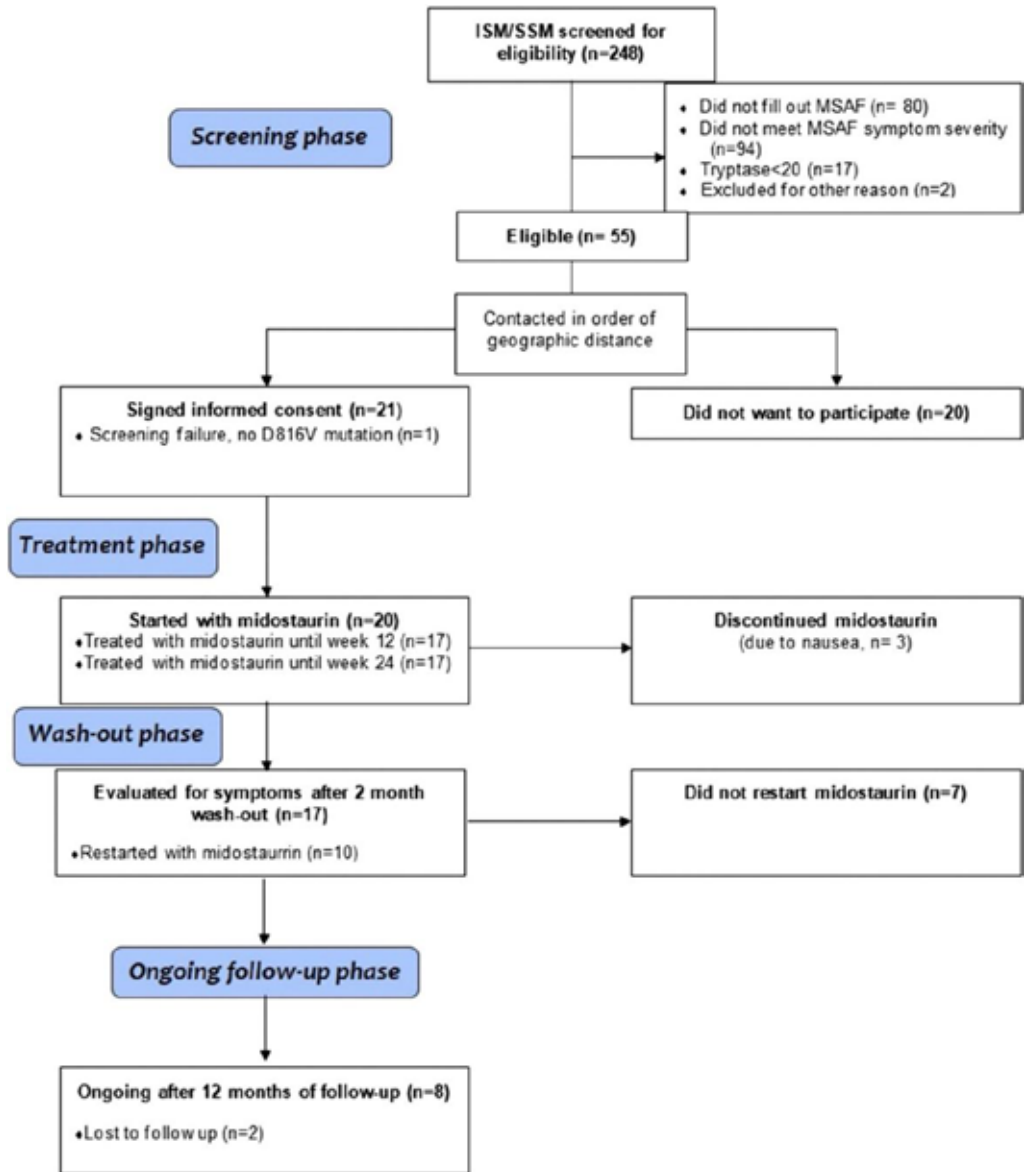 ISM/SSM screened for
eligibility (n=248)
Screening phase
• Did not fill out MSAF (n= 80)
• Did not meet MSAF symptom severity
(n=94)
• Tryptase<20 (n=17)
• Excluded for other reason (n=2)
Eligible (n= 55)
Contacted in order of
geographic distance
Signed informed consent (n=21)
• Screening failure, no D816V mutation (n=1)
Did not want to participate (n=20)
Treatment phase
Started with midostaurin (n=20)
•Treated with midostaurin until week 12 (n=17)
•Treated with midostaurin until week 24 (n=17)
Discontinued midostaurin
(due to nausea, n= 3)
Wash-out phase
Evaluated for symptoms after 2 month
wash-out (n=17)
•Restarted with midostaurrin (n=10)
Did not restart midostaurin (n=7)
Ongoing follow-up phase
Ongoing after 12 months of follow-up (n=8)
•Lost to follow up (n=2)